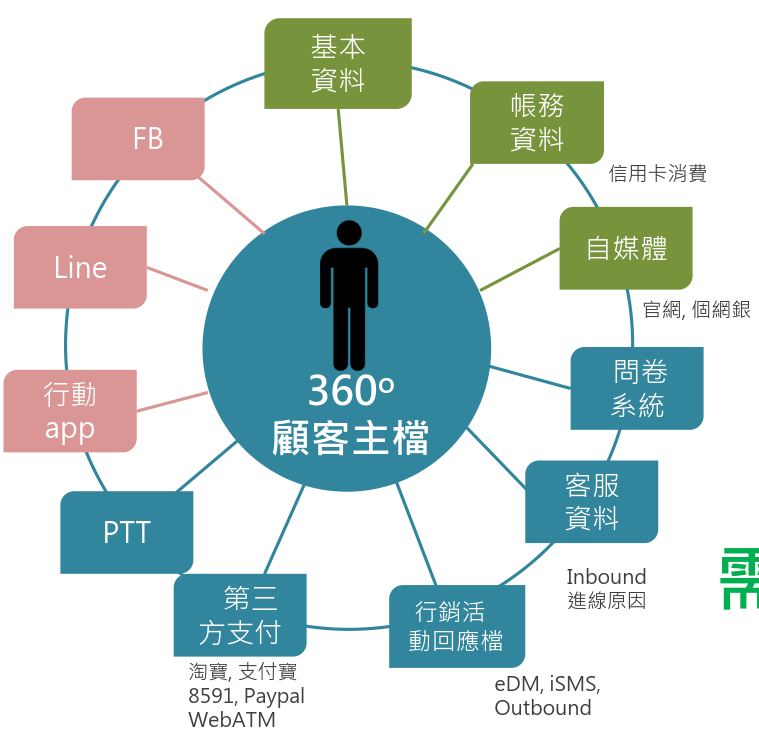 基本
資料
帳務
資料
信用卡消費
自媒體
官網, 個網銀
問卷
系統
客服
資料
Inbound
進線原因
行銷活
動回應檔
eDM, iSMS,
Outbound
第三
方支付
淘寶, 支付寶
8591, Paypal
WebATM
PTT
行動
app
Line
FB
360º
顧客主檔